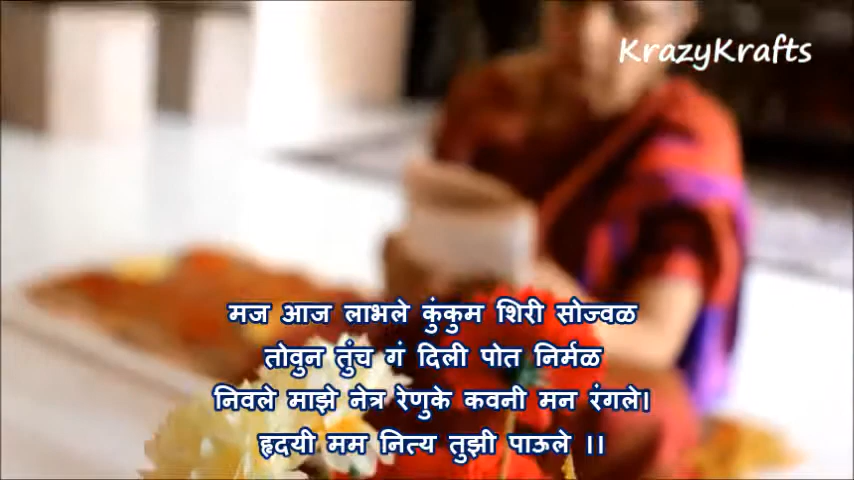 KrazyKrafts
मज आज लाभले कुंकुम शिरी सोज्वळ
तोवुन तुंच गं दिली पोत निर्मळ
निवले माझे नेत्र रेणुके कवनी मन रंगले।
हृदयी मम नित्य तुझी पाऊले ।।